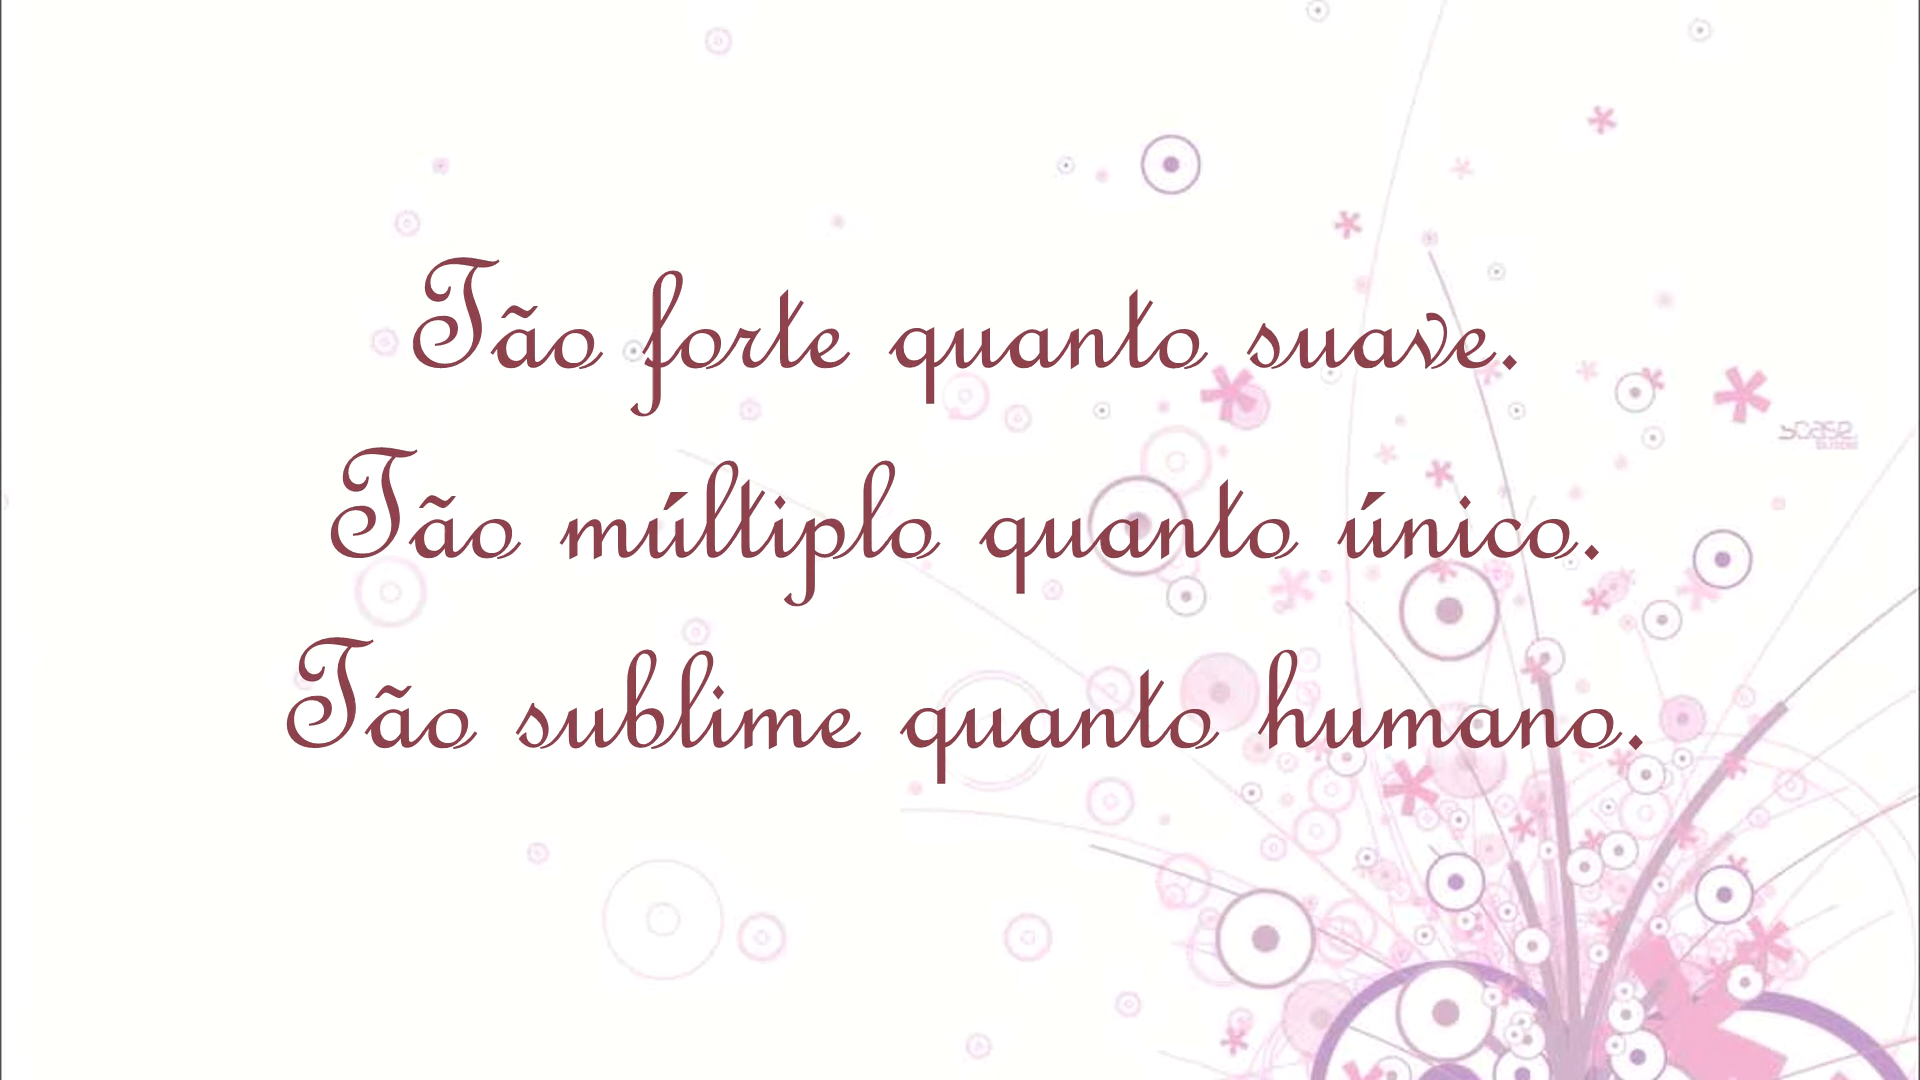 Tão forte quanto suave.
Tão múltiplo quanto único.
Tão sublime quanto humano.